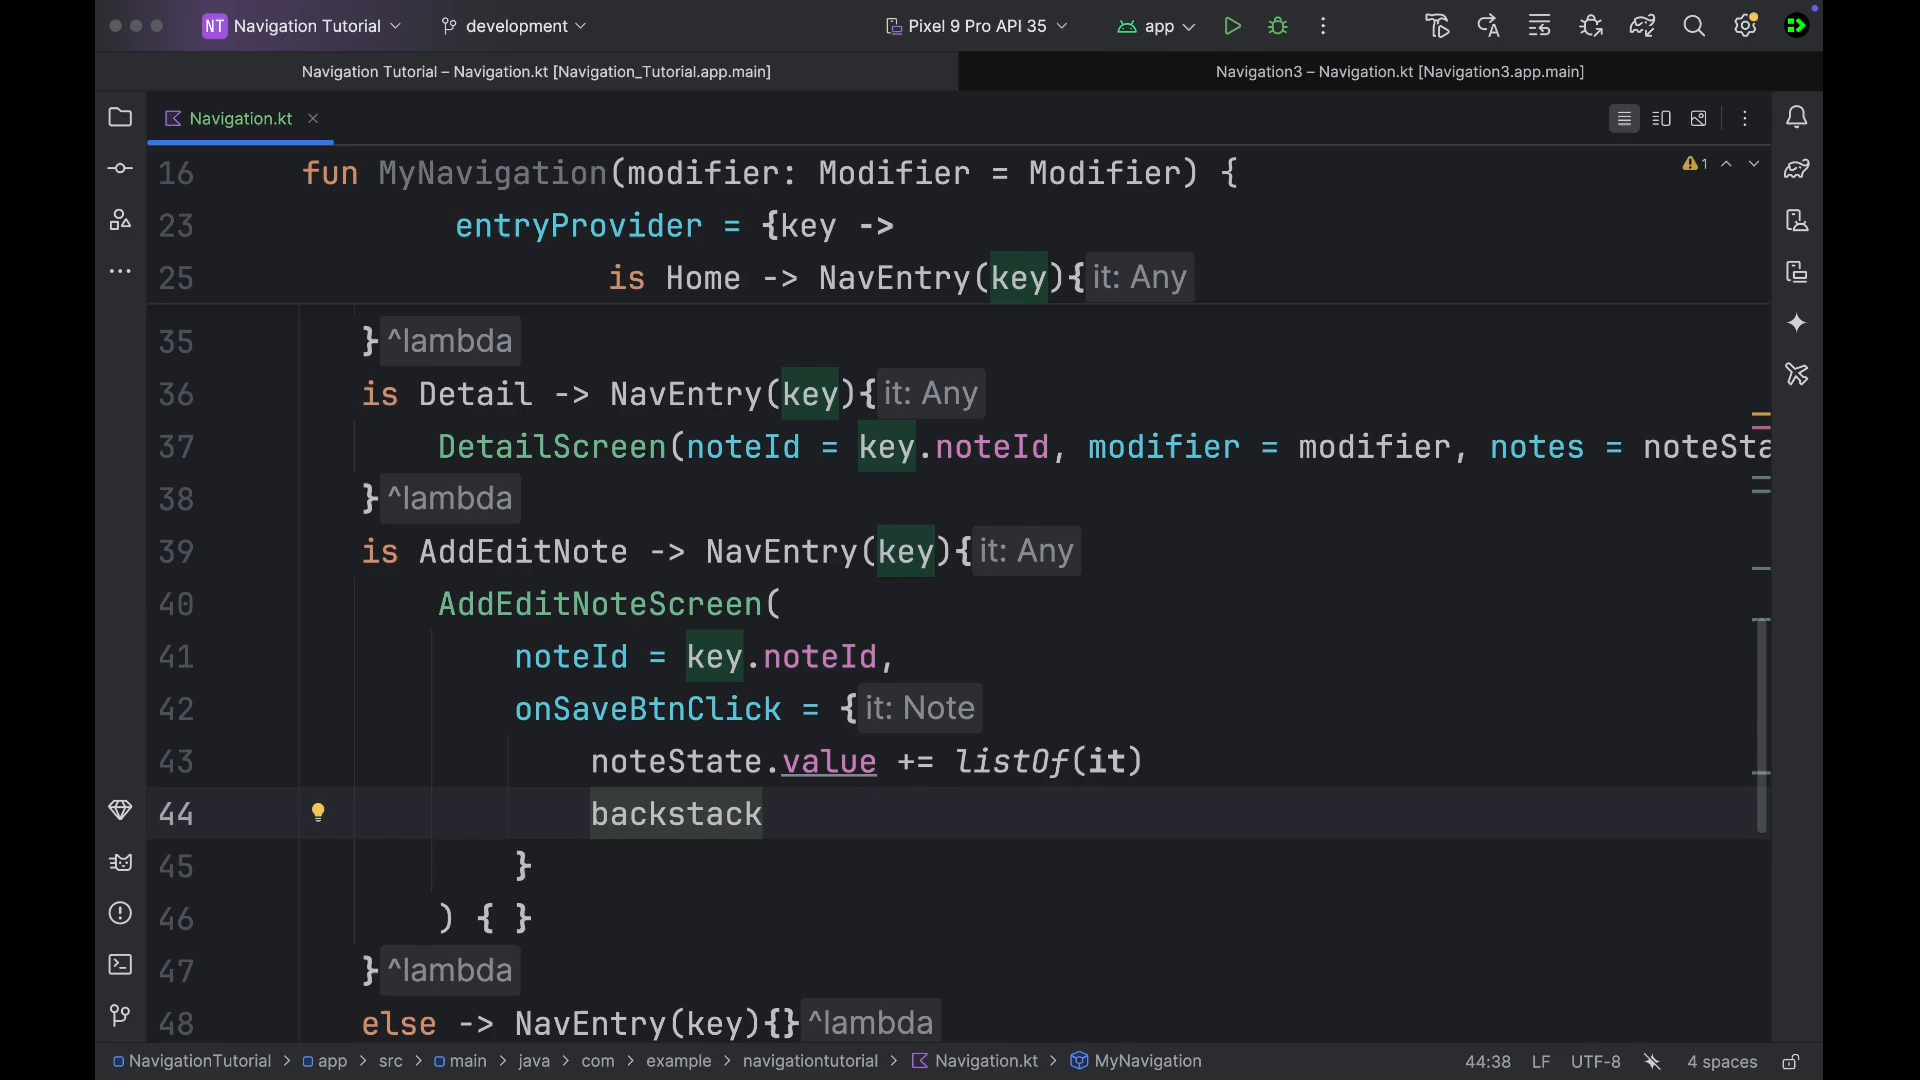 NT Navigation Tutorial development Pixel 9 Pro API 35 app
Navigation Tutorial – Navigation.kt [Navigation_Tutorial.app.main] Navigation3 – Navigation.kt [Navigation3.app.main]
Navigation.kt
16 fun MyNavigation(modifier: Modifier = Modifier) { 1
23 entryProvider = {key ->
25 is Home -> NavEntry(key){ it: Any
35 } ^lambda
36 is Detail -> NavEntry(key){ it: Any
37 DetailScreen(noteId = key.noteId, modifier = modifier, notes = noteSta
38 } ^lambda
39 is AddEditNote -> NavEntry(key){ it: Any
40 AddEditNoteScreen(
41 noteId = key.noteId,
42 onSaveBtnClick = { it: Note
43 noteState.value += listOf(it)
44 backstack
45 }
46 ) { }
47 } ^lambda
48 else -> NavEntry(key){} ^lambda
NavigationTutorial > app > src > main > java > com > example > navigationtutorial > Navigation.kt > MyNavigation 44:38 LF UTF-8 4 spaces